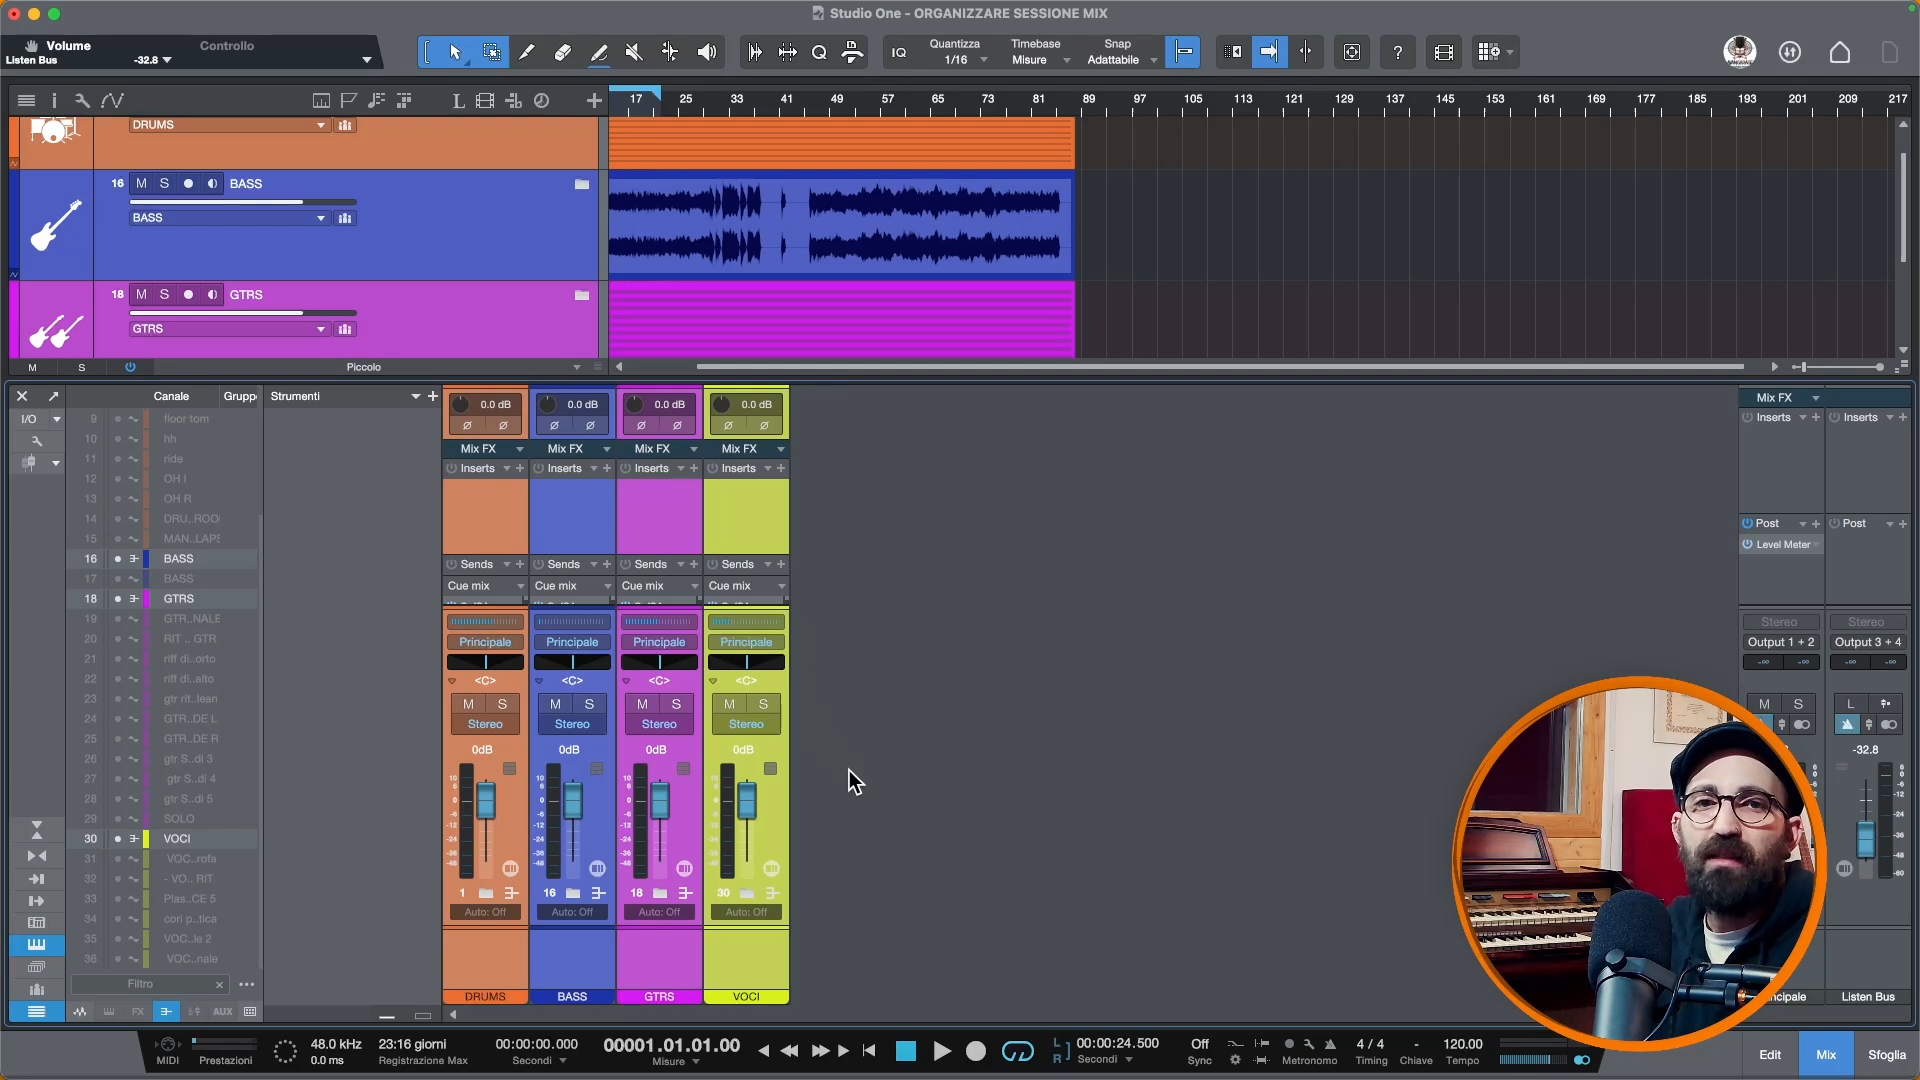 Studio One - ORGANIZZARE SESSIONE MIX
Volume
Controllo
Listen Bus
-32.8
IQ
Quantizza
1/16
Timebase
Misure
Snap
Adattabile
?
17 25 33 41 49 57 65 73 81 89 97 105 113 121 129 137 145 153 161 169 177 185 193 201 209 217
DRUMS
16 M S BASS
BASS
18 M S GTRS
GTRS
M S Piccolo
Canale
Strumenti
I/O
9 floor tom
10 hh
11 ride
12 OH l
13 OH R
14 DRU..ROO
15 MAN..LAPS
16 BASS
17 BASS
18 GTRS
19 GTR..NALE
20 RIT .. GTR
21 riff di..orto
22 riff di..alto
23 gtr rit..lean
24 GTR..DE L
25 GTR..DE R
26 gtr S..di 3
27 gtr S..di 4
28 gtr S..di 5
29 SOLO
30 VOCI
31 VOC..rofa
32 - VO.. RIT
33 Plas..CE 5
34 cori p..tica
35 VOC..le 2
36 VOC..nale
Filtro
FX AUX
0.0 dB 0.0 dB 0.0 dB 0.0 dB
Mix FX Mix FX Mix FX Mix FX
Inserts Inserts Inserts Inserts
Sends Sends Sends Sends
Cue mix Cue mix Cue mix Cue mix
Principale Principale Principale Principale
<C> <C> <C> <C>
M S M S M S M S
Stereo Stereo Stereo Stereo
0dB 0dB 0dB 0dB
1 16 18 30
Auto: Off Auto: Off Auto: Off Auto: Off
DRUMS BASS GTRS VOCI
Mix FX
Inserts Inserts
Post Post
Level Meter
Stereo Stereo
Output 1 + 2 Output 3 + 4
M S L
-32.8
Listen Bus
MIDI
Prestazioni
48.0 kHz
0.0 ms
23:16 giorni
Registrazione Max
00:00:00.000
Secondi
00001.01.01.00
Misure
L 00:00:24.500
R Secondi
Off
Sync
Metronomo
4 / 4
Timing
-
Chiave
120.00
Tempo
Edit
Mix
Sfoglia